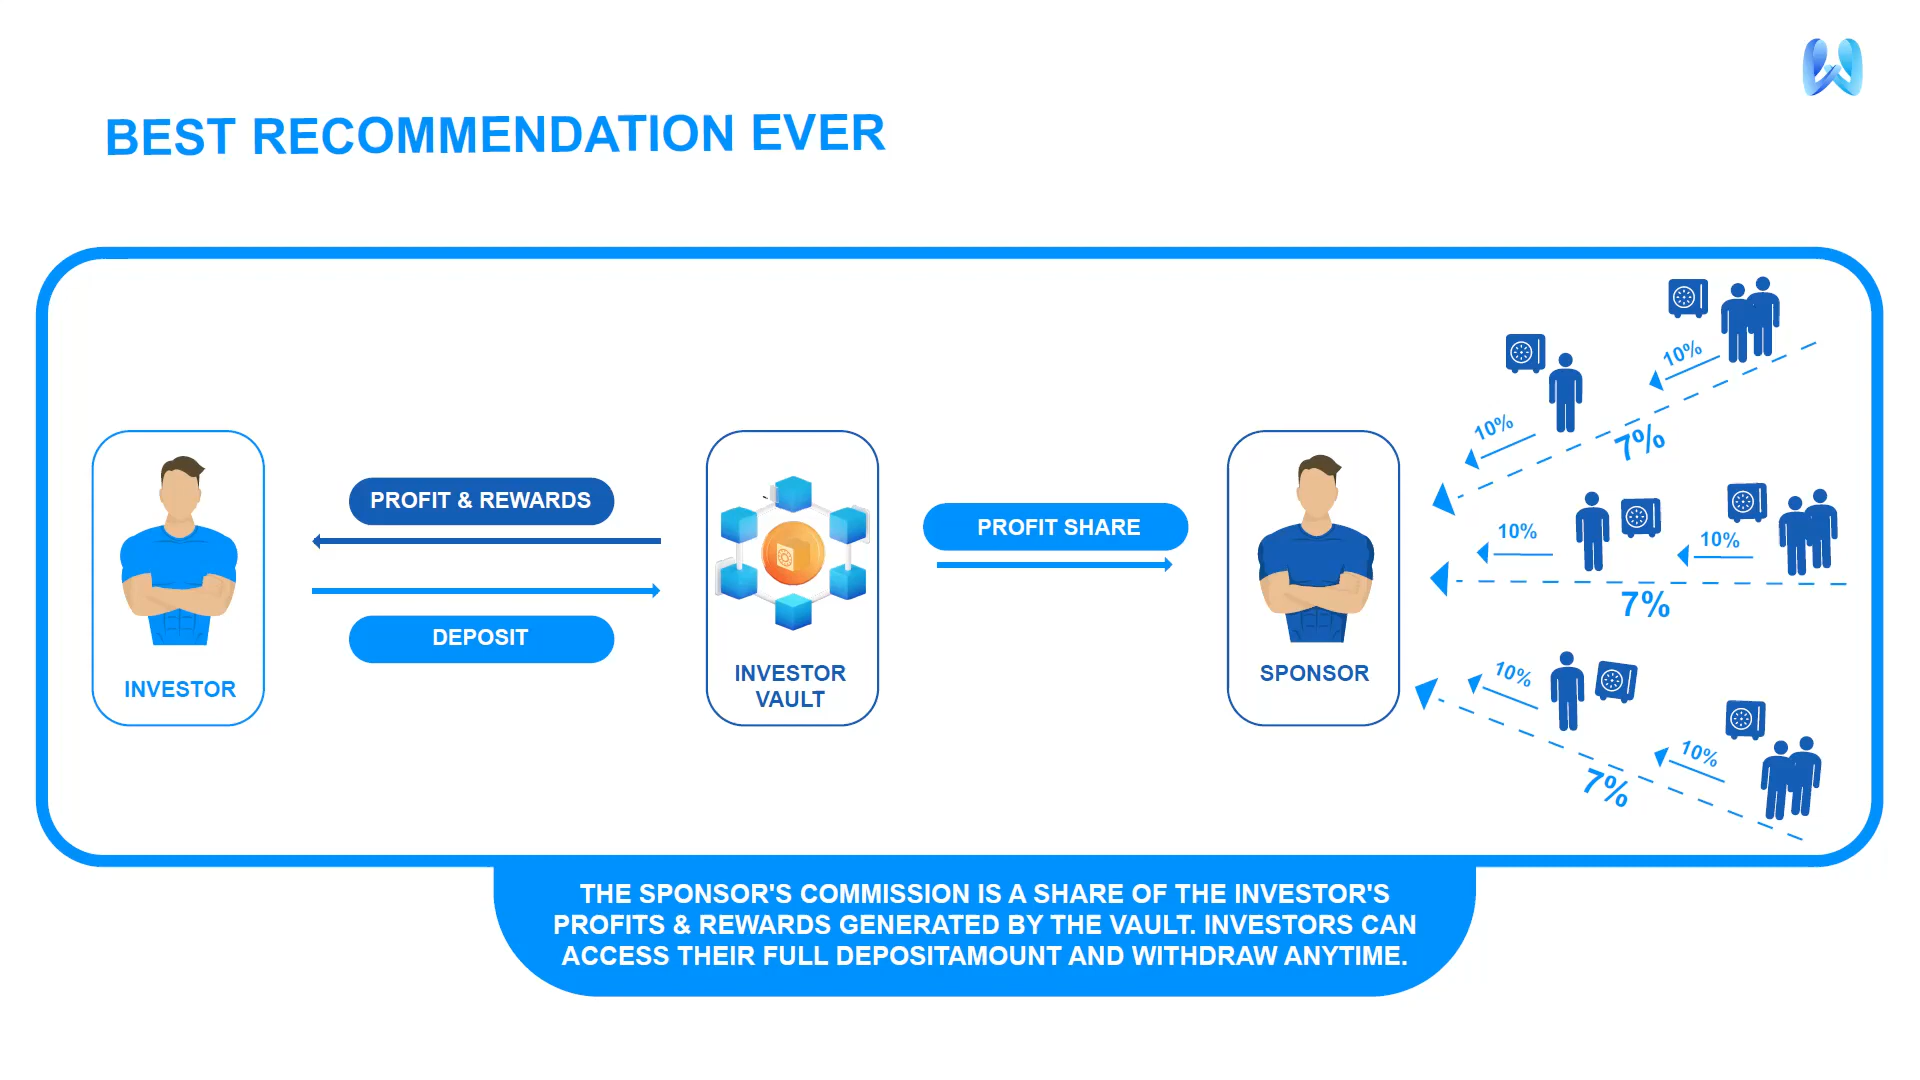 BEST RECOMMENDATION EVER
INVESTOR
PROFIT & REWARDS
DEPOSIT
INVESTOR
VAULT
PROFIT SHARE
SPONSOR
10%
10%
7%
10%
10%
7%
10%
10%
7%
THE SPONSOR'S COMMISSION IS A SHARE OF THE INVESTOR'S
PROFITS & REWARDS GENERATED BY THE VAULT. INVESTORS CAN
ACCESS THEIR FULL DEPOSITAMOUNT AND WITHDRAW ANYTIME.